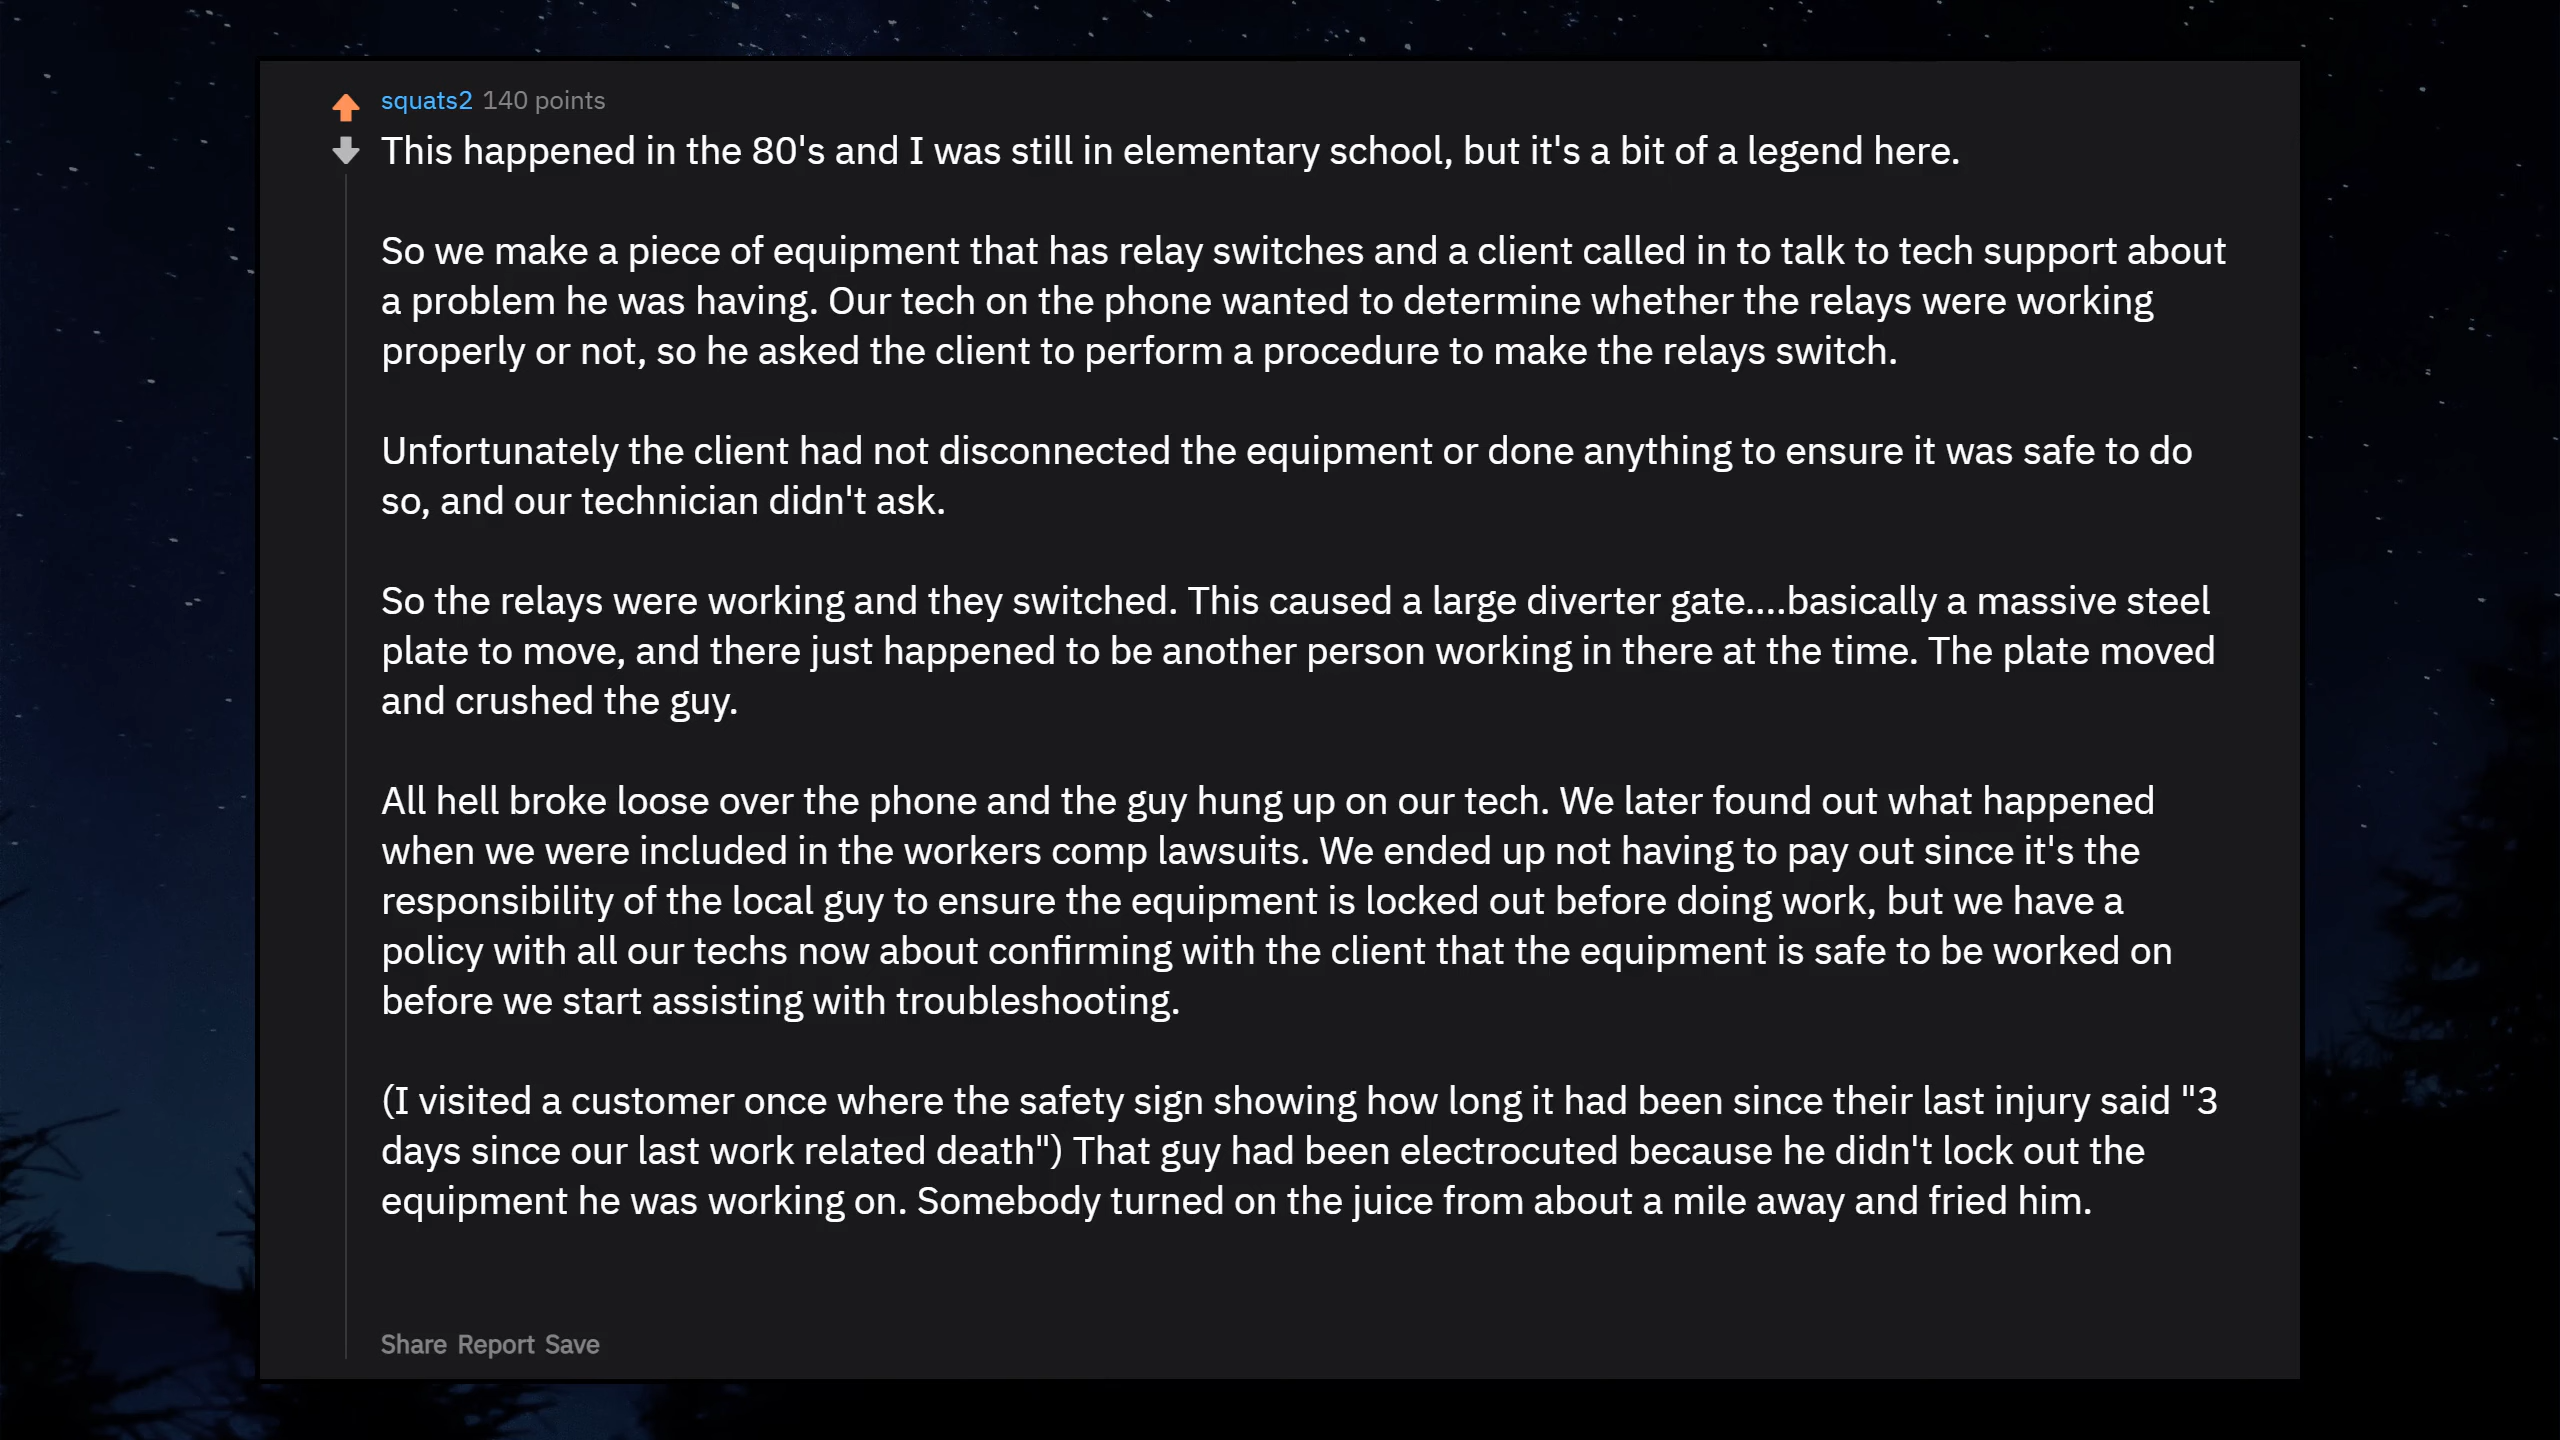 squats2 140 points
This happened in the 80's and I was still in elementary school, but it's a bit of a legend here.
So we make a piece of equipment that has relay switches and a client called in to talk to tech support about
a problem he was having. Our tech on the phone wanted to determine whether the relays were working
properly or not, so he asked the client to perform a procedure to make the relays switch.
Unfortunately the client had not disconnected the equipment or done anything to ensure it was safe to do
so, and our technician didn't ask.
So the relays were working and they switched. This caused a large diverter gate....basically a massive steel
plate to move, and there just happened to be another person working in there at the time. The plate moved
and crushed the guy.
All hell broke loose over the phone and the guy hung up on our tech. We later found out what happened
when we were included in the workers comp lawsuits. We ended up not having to pay out since it's the
responsibility of the local guy to ensure the equipment is locked out before doing work, but we have a
policy with all our techs now about confirming with the client that the equipment is safe to be worked on
before we start assisting with troubleshooting.
(I visited a customer once where the safety sign showing how long it had been since their last injury said "3
days since our last work related death") That guy had been electrocuted because he didn't lock out the
equipment he was working on. Somebody turned on the juice from about a mile away and fried him.
Share Report Save